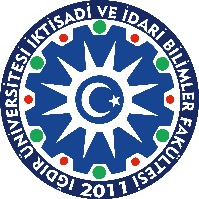 IĞDIR ÜNİVERSİTESİ İKTİSADİ VE İDARİ BİLİMLER FAKÜLTESİ
2011